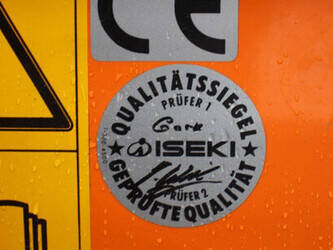 CE
QUALITÄTSSIEGEL
PRÜFER 1
★ ISEKI ★
PRÜFER 2
GEPRÜFTE QUALITÄT